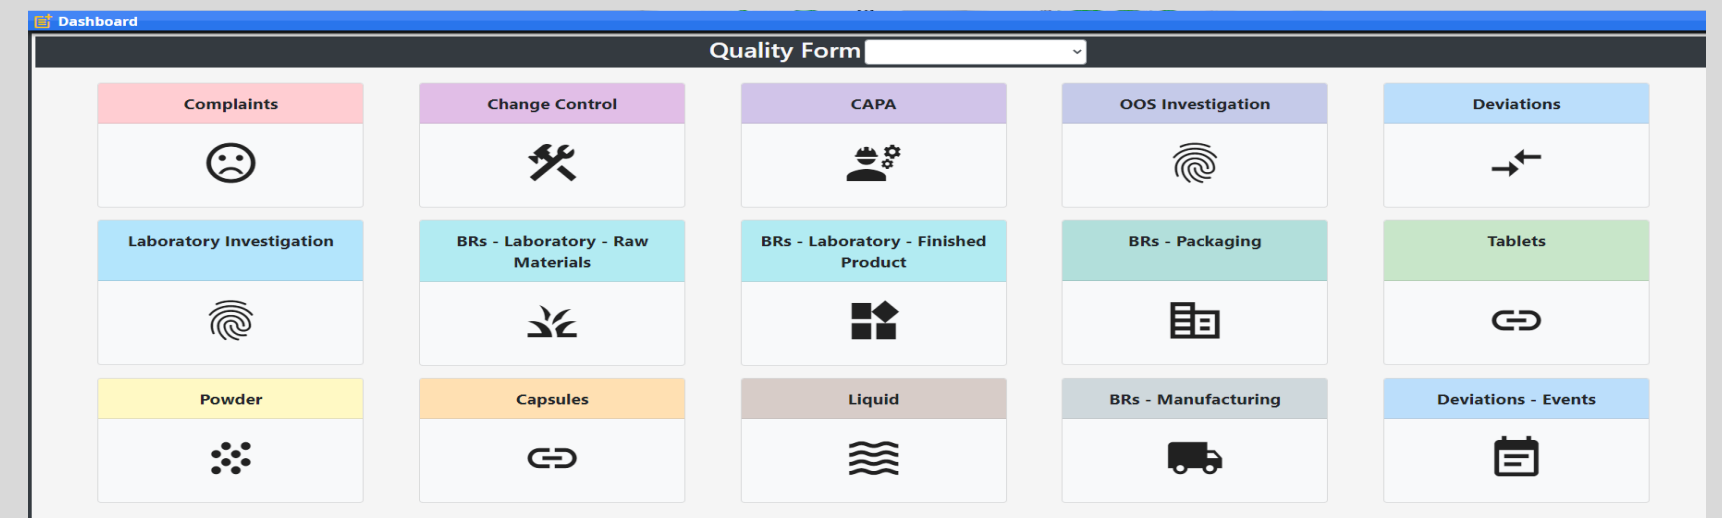 Dashboard
Quality Form
Complaints
Change Control
CAPA
OOS Investigation
Deviations
Laboratory Investigation
BRs - Laboratory - Raw
Materials
BRs - Laboratory - Finished
Product
BRs - Packaging
Tablets
Powder
Capsules
Liquid
BRs - Manufacturing
Deviations - Events